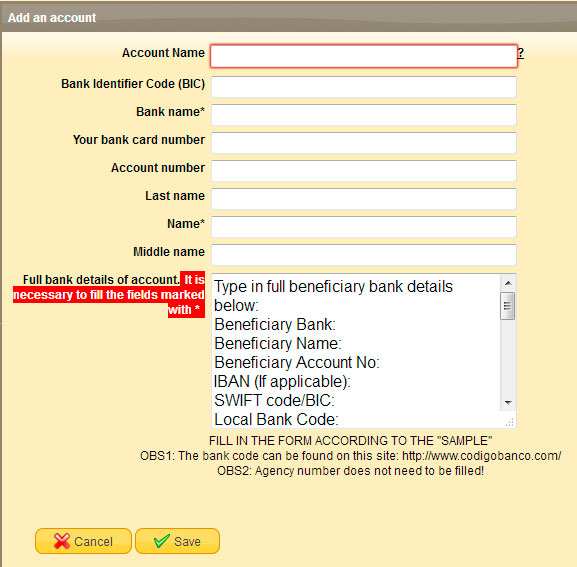 Add an account
Account Name ?
Bank Identifier Code (BIC)
Bank name*
Your bank card number
Account number
Last name
Name*
Middle name
Full bank details of account. It is
necessary to fill the fields marked
with *
Type in full beneficiary bank details
below:
Beneficiary Bank:
Beneficiary Name:
Beneficiary Account No:
IBAN (If applicable):
SWIFT code/BIC:
Local Bank Code:
FILL IN THE FORM ACCORDING TO THE "SAMPLE"
OBS1: The bank code can be found on this site: http://www.codigobanco.com/
OBS2: Agency number does not need to be filled!
Cancel Save